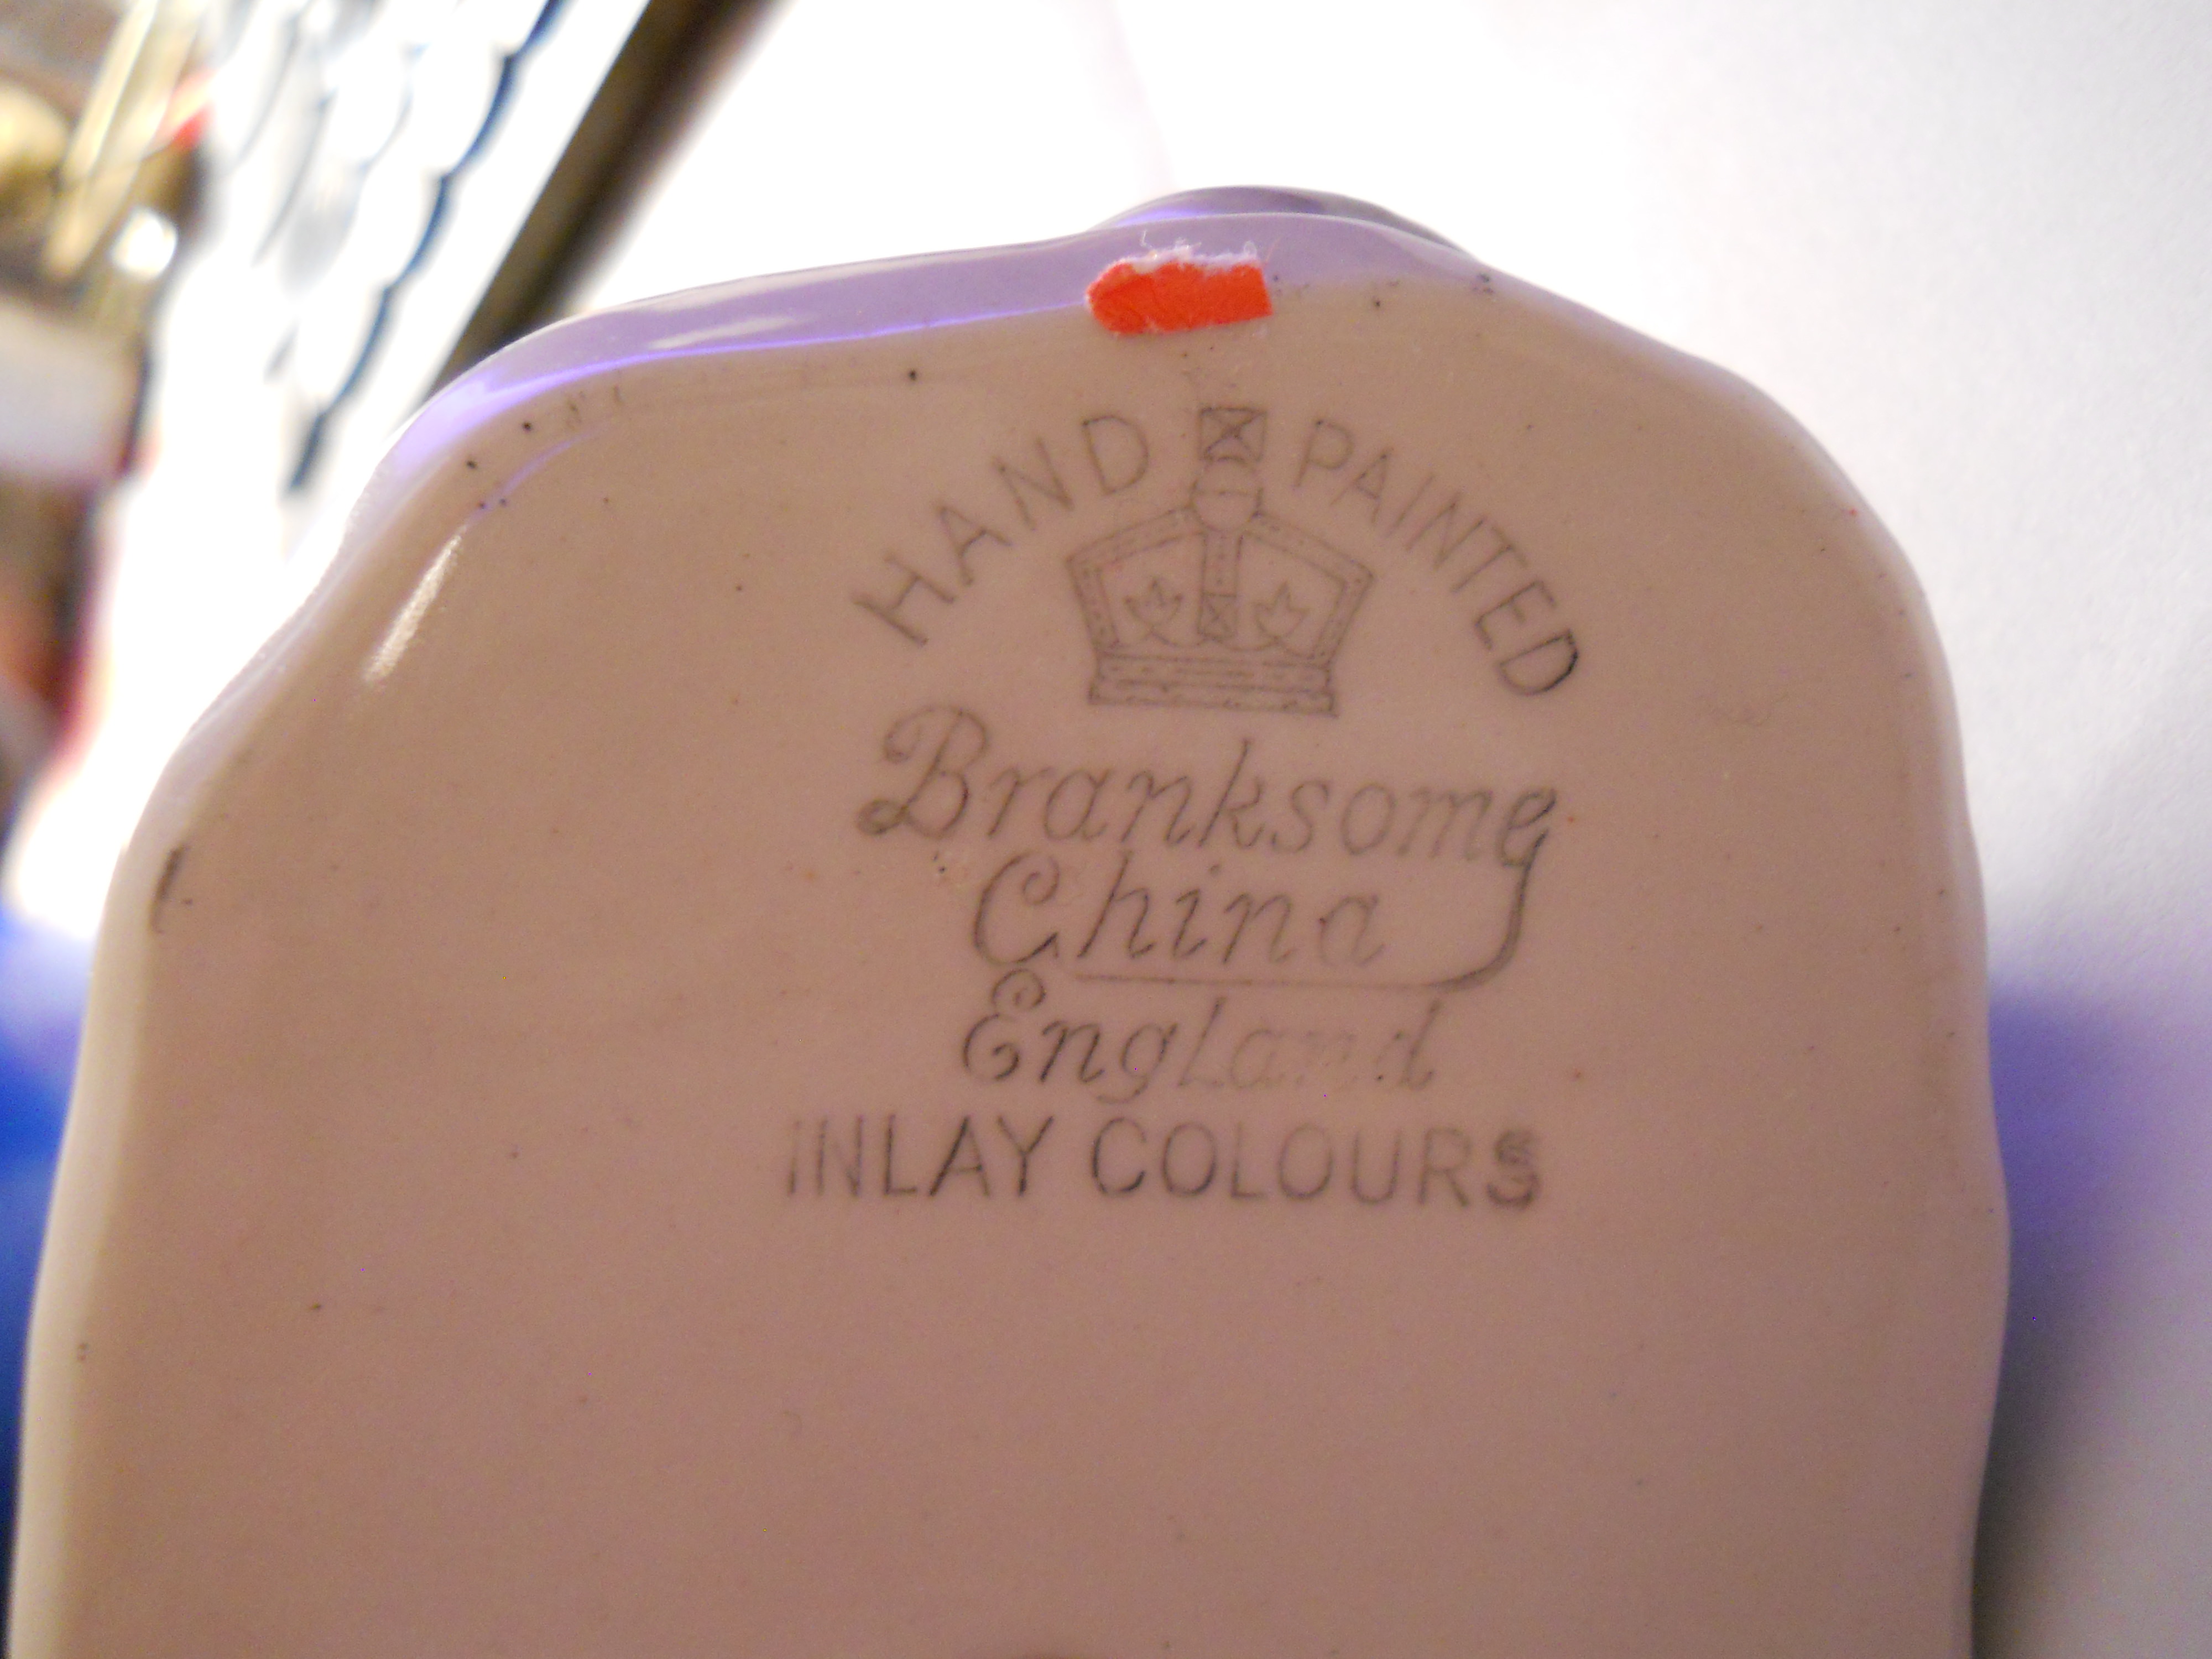 HAND PAINTED
Branksome
China
England
INLAY COLOURS